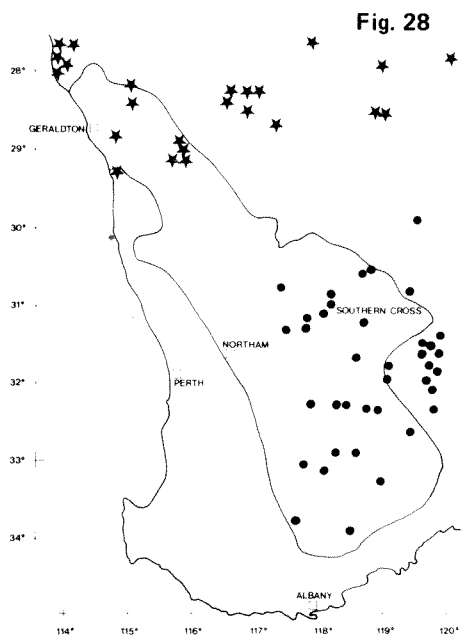 Fig. 28
28°
GERALDTON
29°
30°
31°
SOUTHERN CROSS
NORTHAM
32°
PERTH
33°
34°
ALBANY
114° 115° 116° 117° 118° 119° 120°